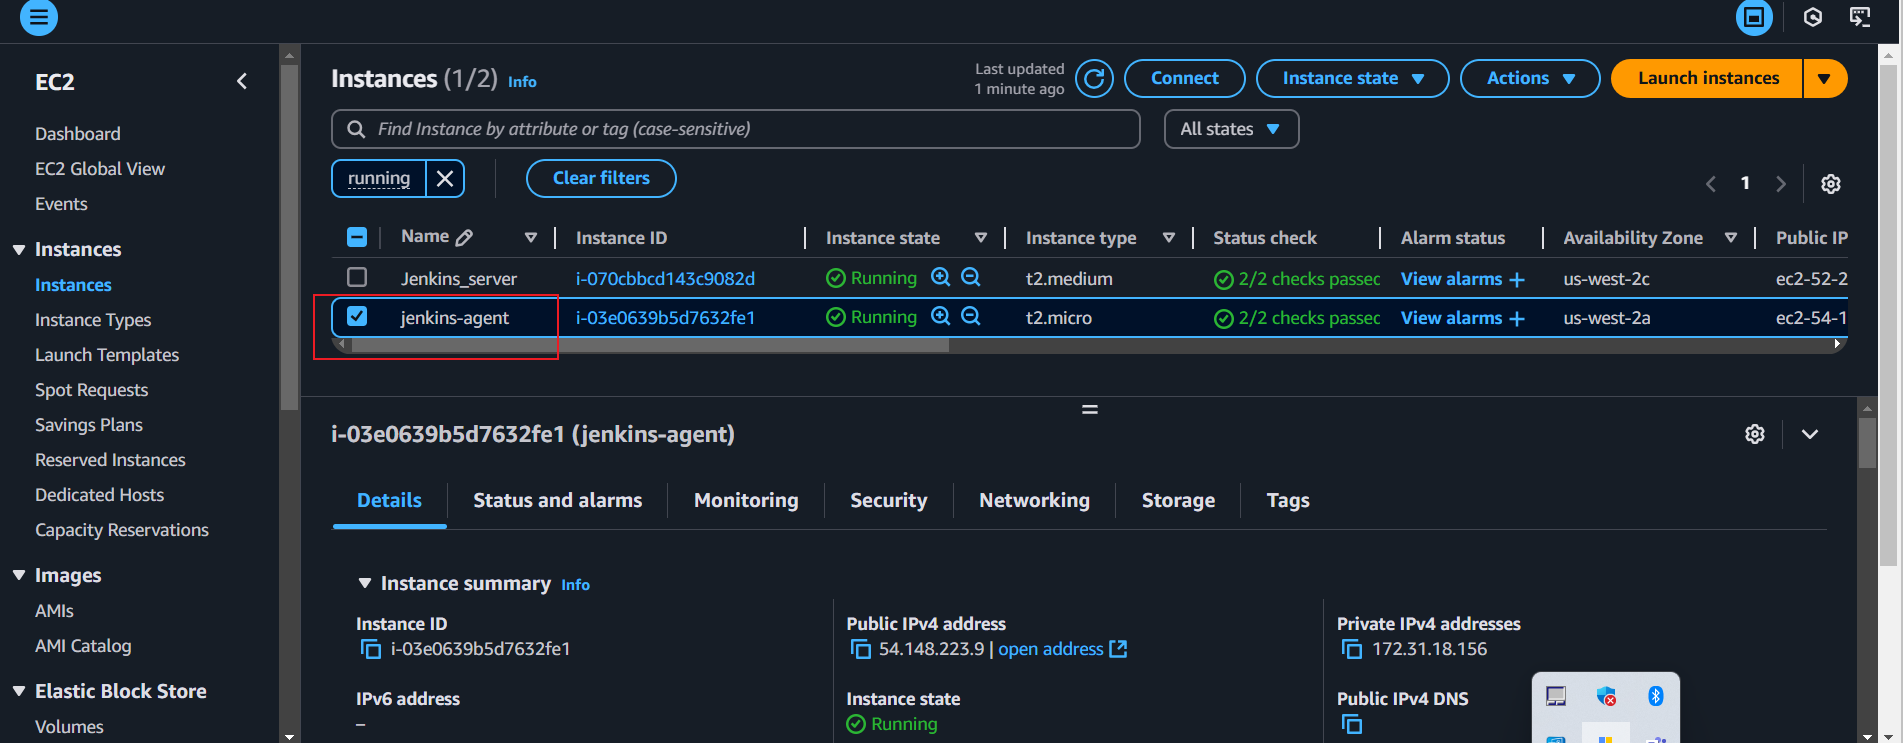 EC2
Dashboard
EC2 Global View
Events
Instances
Instances
Instance Types
Launch Templates
Spot Requests
Savings Plans
Reserved Instances
Dedicated Hosts
Capacity Reservations
Images
AMIs
AMI Catalog
Elastic Block Store
Volumes
Instances (1/2) Info
Last updated
1 minute ago
Connect
Instance state
Actions
Launch instances
Find Instance by attribute or tag (case-sensitive)
All states
running
Clear filters
1
Name Instance ID Instance state Instance type Status check Alarm status Availability Zone Public IP
Jenkins_server i-070cbbcd143c9082d Running t2.medium 2/2 checks passec View alarms + us-west-2c ec2-52-2
jenkins-agent i-03e0639b5d7632fe1 Running t2.micro 2/2 checks passec View alarms + us-west-2a ec2-54-1
i-03e0639b5d7632fe1 (jenkins-agent)
Details Status and alarms Monitoring Security Networking Storage Tags
Instance summary Info
Instance ID
i-03e0639b5d7632fe1
Public IPv4 address
54.148.223.9 | open address
Private IPv4 addresses
172.31.18.156
IPv6 address
–
Instance state
Running
Public IPv4 DNS